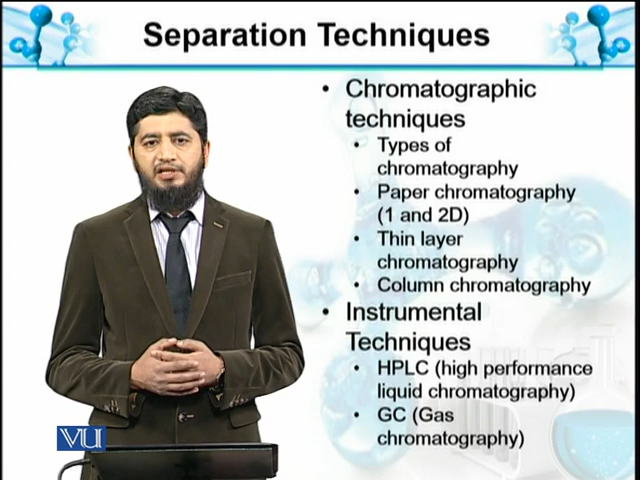 Separation Techniques
• Chromatographic
techniques
• Types of
chromatography
• Paper chromatography
(1 and 2D)
• Thin layer
chromatography
• Column chromatography
• Instrumental
Techniques
• HPLC (high performance
liquid chromatography)
• GC (Gas
chromatography)
VU